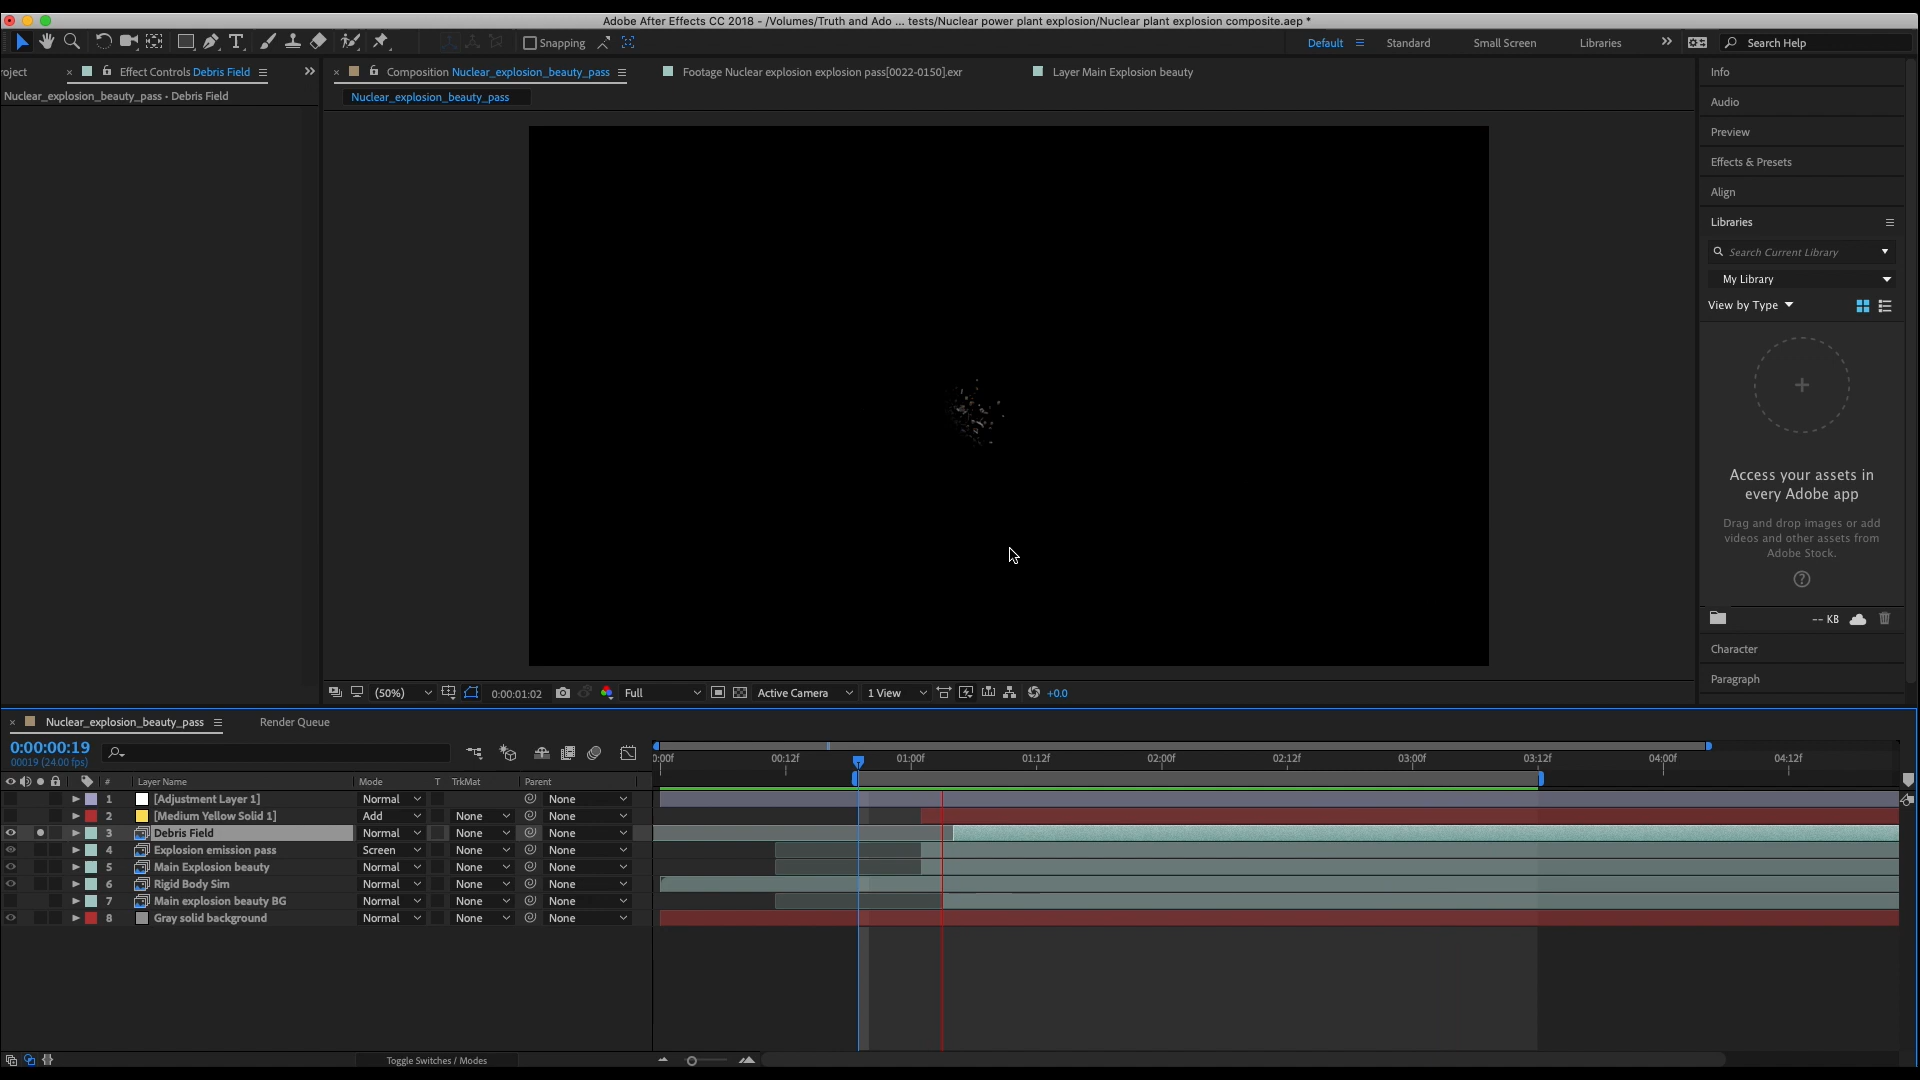 Adobe After Effects CC 2018 - /Volumes/Truth and Ado ... tests/Nuclear power plant explosion/Nuclear plant explosion composite.aep *
Snapping
Default
Standard
Small Screen
Libraries
Search Help
roject
Effect Controls Debris Field
Composition Nuclear_explosion_beauty_pass
Footage Nuclear explosion explosion pass[0022-0150].exr
Layer Main Explosion beauty
Nuclear_explosion_beauty_pass - Debris Field
Nuclear_explosion_beauty_pass
Info
Audio
Preview
Effects & Presets
Align
Libraries
Search Current Library
My Library
View by Type
Access your assets in
every Adobe app
Drag and drop images or add
videos and other assets from
Adobe Stock.
-- KB
Character
Paragraph
(50%)
0:00:01:02
Full
Active Camera
1 View
+0.0
Nuclear_explosion_beauty_pass
Render Queue
0:00:00:19
00019 (24.00 fps)
0:00f 00:12f 01:00f 01:12f 02:00f 02:12f 03:00f 03:12f 04:00f 04:12f
# Layer Name Mode T TrkMat Parent
1 [Adjustment Layer 1] Normal None
2 [Medium Yellow Solid 1] Add None None
3 Debris Field Normal None None
4 Explosion emission pass Screen None None
5 Main Explosion beauty Normal None None
6 Rigid Body Sim Normal None None
7 Main explosion beauty BG Normal None None
8 Gray solid background Normal None None
Toggle Switches / Modes